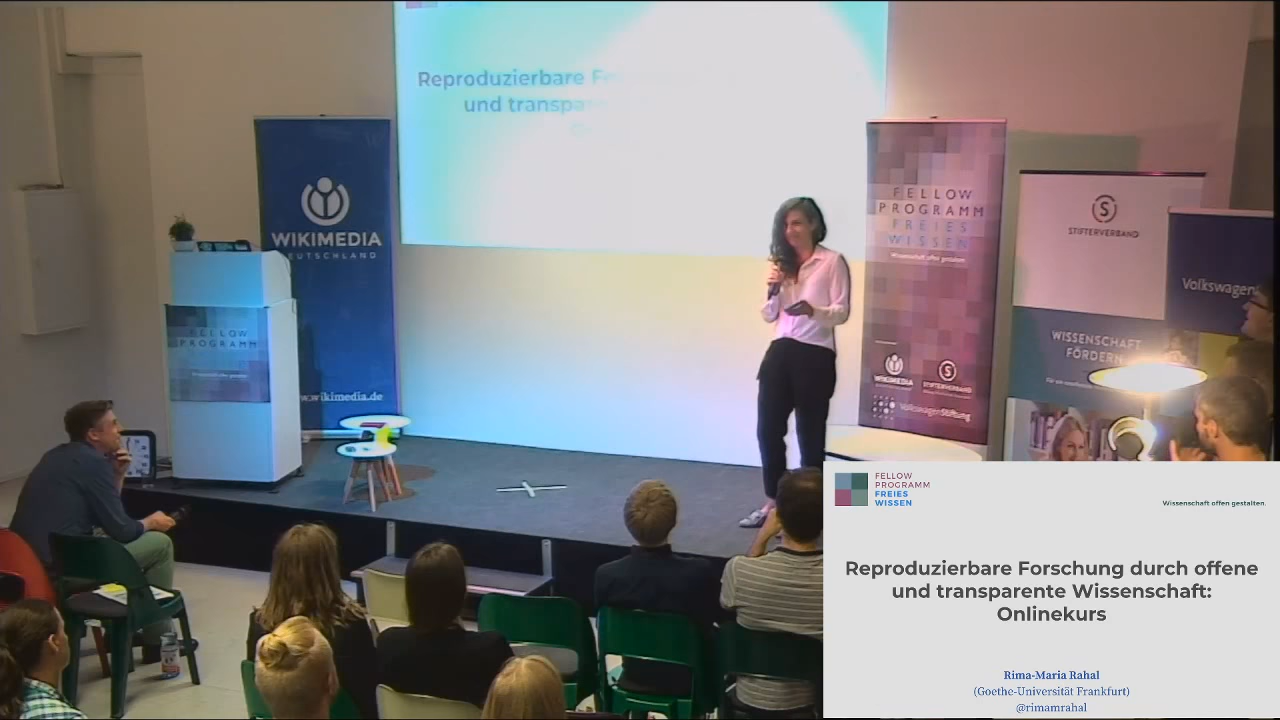 Reproduzierbare
und transpare
WIKIMEDIA
DEUTSCHLAND
www.wikimedia.de
FELLOW
PROGRAMM
FELLOW
PROGRAMM
FREIES
WISSEN
Wissenschaft offen gestalten
WIKIMEDIA
STIFTERVERBAND
VolkswagenStiftung
S
STIFTERVERBAND
WISSENSCHAFT
FÖRDERN
Volkswagen
FELLOW
PROGRAMM
FREIES
WISSEN
Wissenschaft offen gestalten.
Reproduzierbare Forschung durch offene
und transparente Wissenschaft:
Onlinekurs
Rima-Maria Rahal
(Goethe-Universität Frankfurt)
@rimamrahal